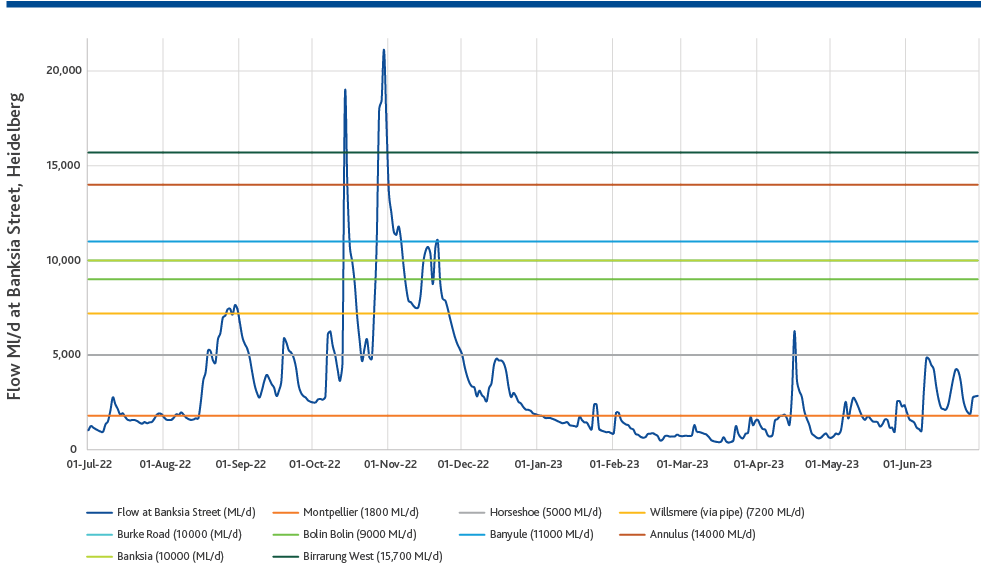 Flow Ml/d at Banksia Street, Heidelberg
20,000
15,000
10,000
5,000
0
01-Jul-22 01-Aug-22 01-Sep-22 01-Oct-22 01-Nov-22 01-Dec-22 01-Jan-23 01-Feb-23 01-Mar-23 01-Apr-23 01-May-23 01-Jun-23
Flow at Banksia Street (ML/d) Montpellier (1800 ML/d) Horseshoe (5000 ML/d) Willsmere (via pipe) (7200 ML/d)
Burke Road (10000 (ML/d) Bolin Bolin (9000 ML/d) Banyule (11000 ML/d) Annulus (14000 ML/d)
Banksia (10000 (ML/d) Birrarung West (15,700 ML/d)